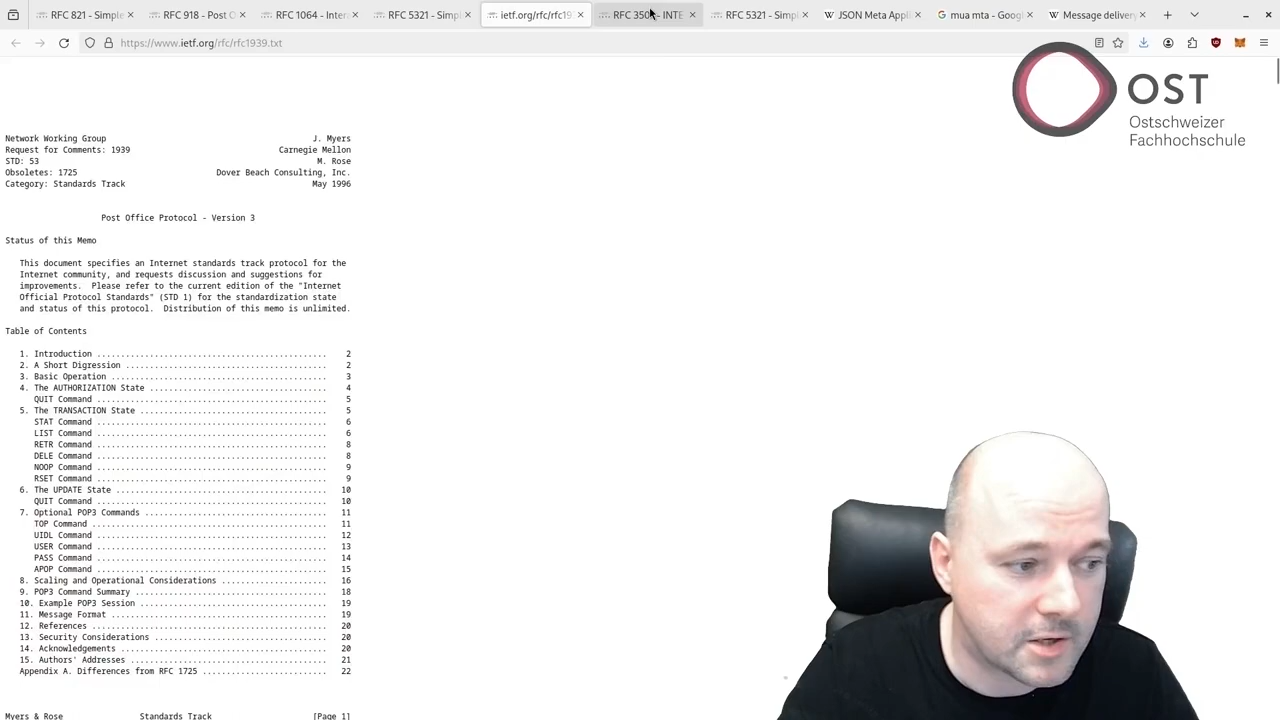 RFC 821 - Simple
RFC 918 - Post O
RFC 1064 - Inter
RFC 5321 - Simpl
ietf.org/rfc/rfc19
RFC 350 - INTE
RFC 5321 - Simpl
JSON Meta Appli
mua mta - Googl
Message delivery
https://www.ietf.org/rfc/rfc1939.txt
OST
Ostschweizer
Fachhochschule
Network Working Group J. Myers
Request for Comments: 1939 Carnegie Mellon
STD: 53 M. Rose
Obsoletes: 1725 Dover Beach Consulting, Inc.
Category: Standards Track May 1996
Post Office Protocol - Version 3
Status of this Memo
This document specifies an Internet standards track protocol for the
Internet community, and requests discussion and suggestions for
improvements. Please refer to the current edition of the "Internet
Official Protocol Standards" (STD 1) for the standardization state
and status of this protocol. Distribution of this memo is unlimited.
Table of Contents
1. Introduction ................................................. 2
2. A Short Digression ........................................... 2
3. Basic Operation .............................................. 3
4. The AUTHORIZATION State ...................................... 4
QUIT Command ................................................. 5
5. The TRANSACTION State ........................................ 5
STAT Command ................................................. 6
LIST Command ................................................. 6
RETR Command ................................................. 8
DELE Command ................................................. 8
NOOP Command ................................................. 9
RSET Command ................................................. 9
6. The UPDATE State ............................................. 10
QUIT Command ................................................. 10
7. Optional POP3 Commands ....................................... 11
TOP Command .................................................. 11
UIDL Command ................................................. 12
USER Command ................................................. 13
PASS Command ................................................. 14
APOP Command ................................................. 15
8. Scaling and Operational Considerations ....................... 16
9. POP3 Command Summary ......................................... 18
10. Example POP3 Session ........................................ 19
11. Message Format .............................................. 19
12. References .................................................. 20
13. Security Considerations ..................................... 20
14. Acknowledgements ............................................ 20
15. Authors' Addresses .......................................... 21
Appendix A. Differences from RFC 1725 ........................... 22
Myers & Rose Standards Track [Page 1]